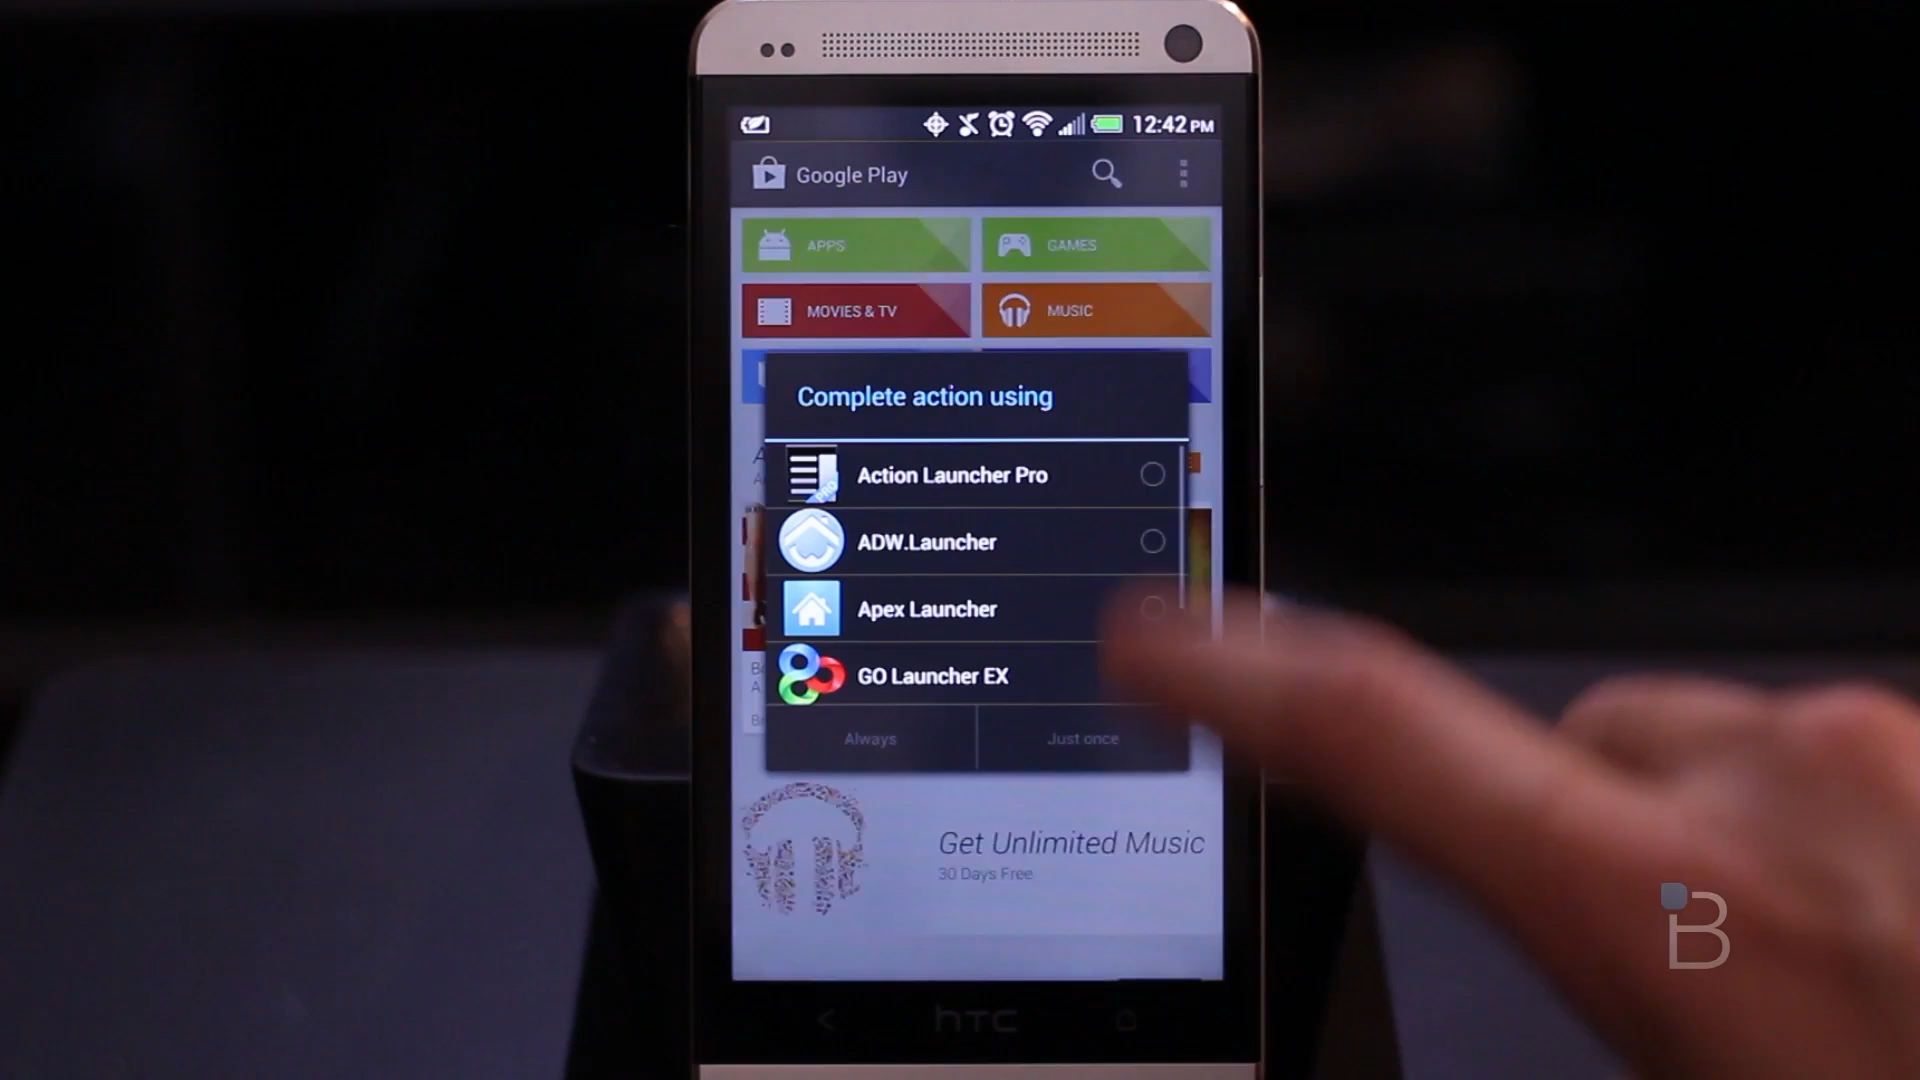 12:42 PM
Google Play
APPS
GAMES
MOVIES & TV
MUSIC
Complete action using
Action Launcher Pro
PRO
ADW.Launcher
Apex Launcher
GO Launcher EX
Always
Just once
Get Unlimited Music
30 Days Free
hTC
B